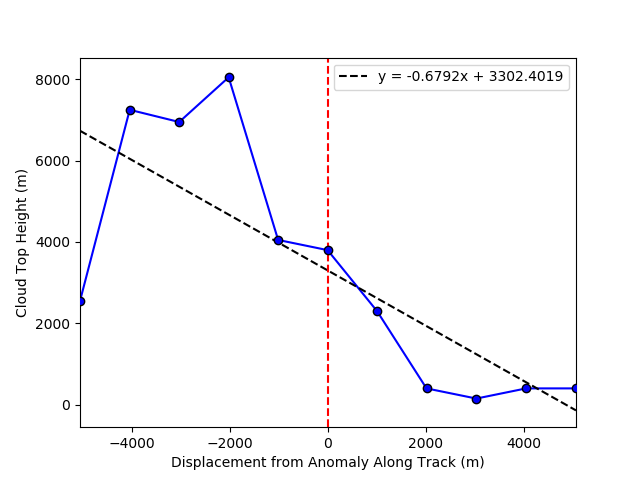 y = -0.6792x + 3302.4019
8000
6000
4000
2000
0
Cloud Top Height (m)
−4000 −2000 0 2000 4000
Displacement from Anomaly Along Track (m)